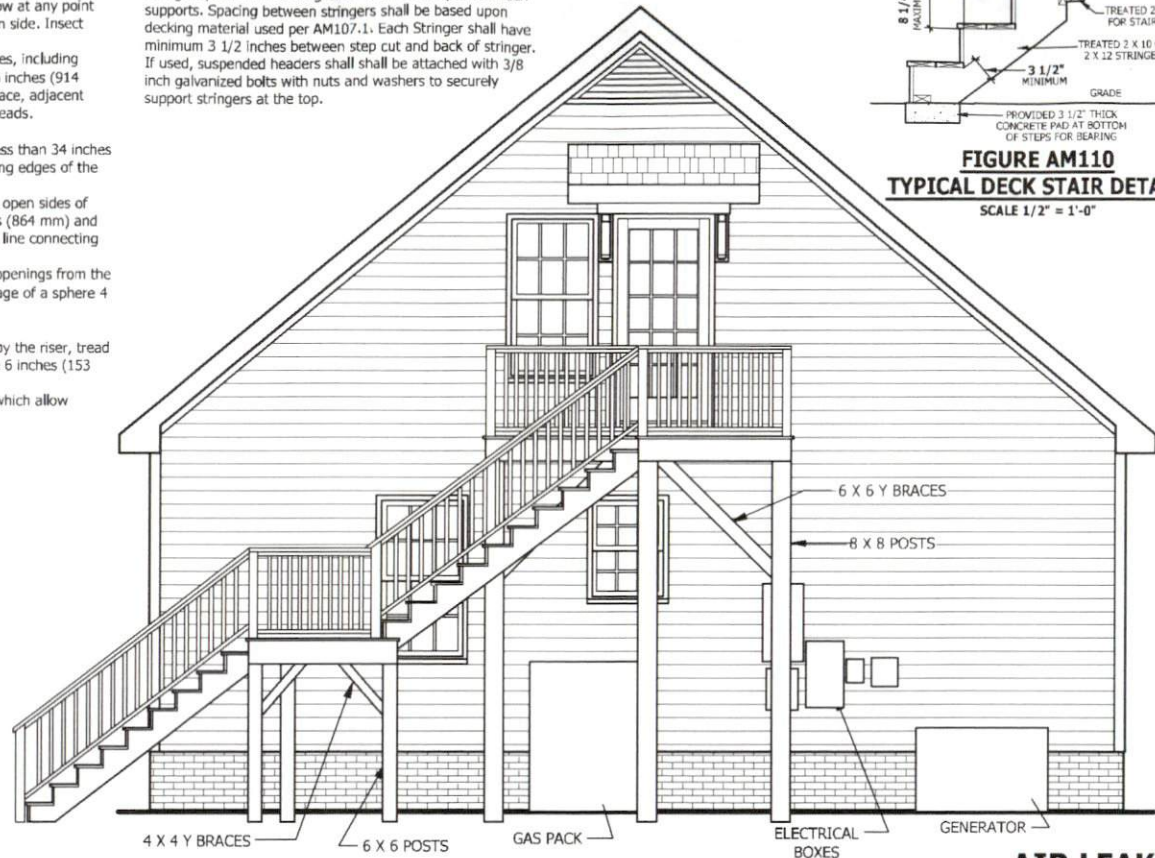 ow at any point
side. Insect
es, including
inches (914
ace, adjacent
eads.
ss than 34 inches
ng edges of the
open sides of
s (864 mm) and
line connecting
openings from the
age of a sphere 4
by the riser, tread
6 inches (153
which allow
supports. Spacing between stringers shall be based upon
decking material used per AM107.1. Each Stringer shall have
minimum 3 1/2 inches between step cut and back of stringer.
If used, suspended headers shall shall be attached with 3/8
inch galvanized bolts with nuts and washers to securely
support stringers at the top.
TREATED 2
FOR STAIR
TREATED 2 X 10
2 X 12 STRINGE
3 1/2"
MINIMUM
GRADE
PROVIDED 3 1/2" THICK
CONCRETE PAD AT BOTTOM
OF STEPS FOR BEARING
FIGURE AM110
TYPICAL DECK STAIR DETA
SCALE 1/2" = 1'-0"
6 X 6 Y BRACES
8 X 8 POSTS
4 X 4 Y BRACES
6 X 6 POSTS
GAS PACK
ELECTRICAL
BOXES
GENERATOR
AIR LEAK